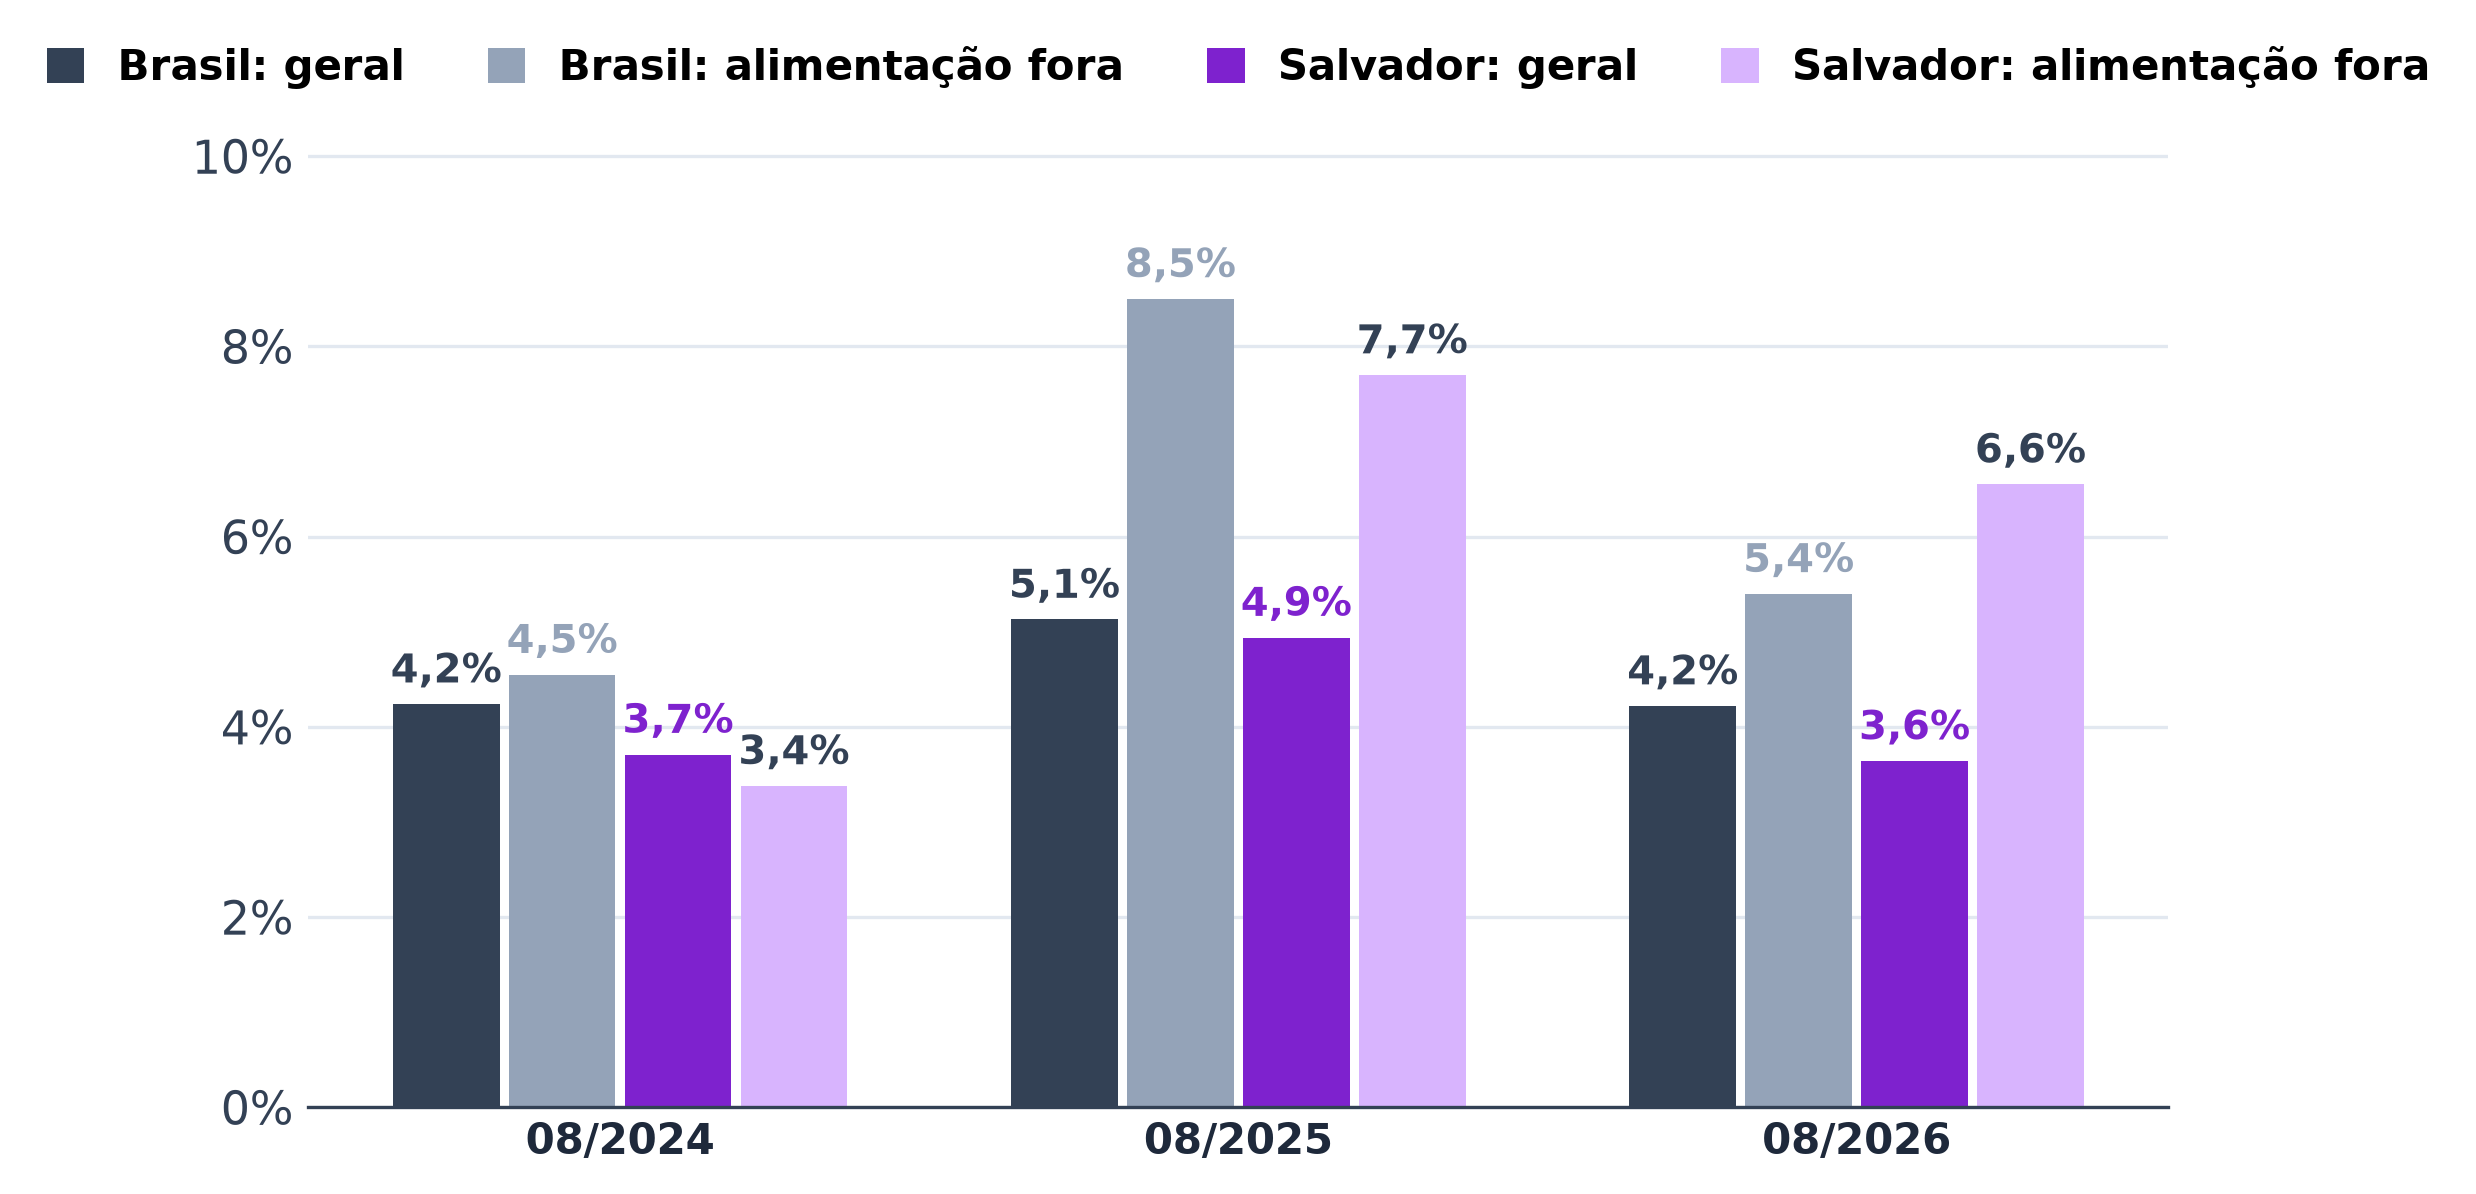 Brasil: geral Brasil: alimentação fora Salvador: geral Salvador: alimentação fora
10%
8%
6%
4%
2%
0%
4,2% 4,5% 3,7% 3,4%
5,1% 8,5% 4,9% 7,7%
4,2% 5,4% 3,6% 6,6%
08/2024 08/2025 08/2026